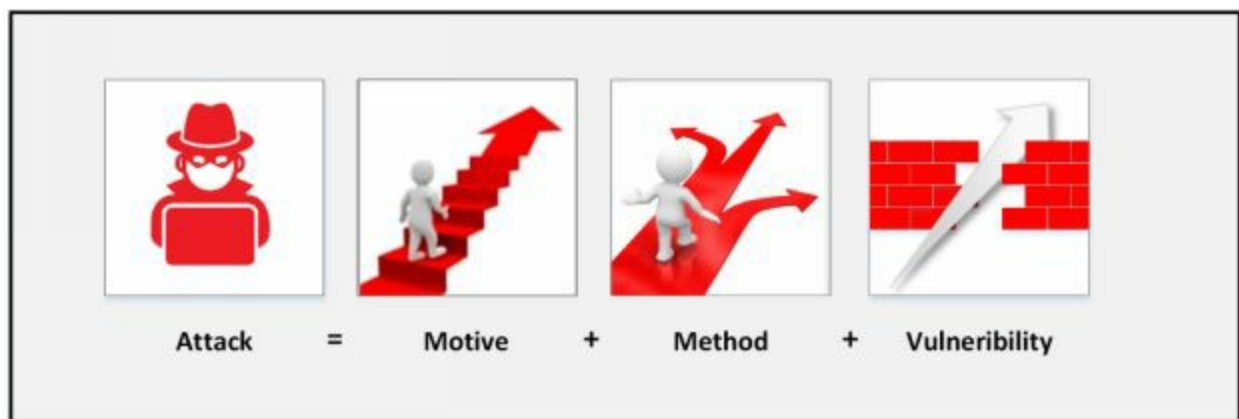 Attack = Motive + Method + Vulneribility